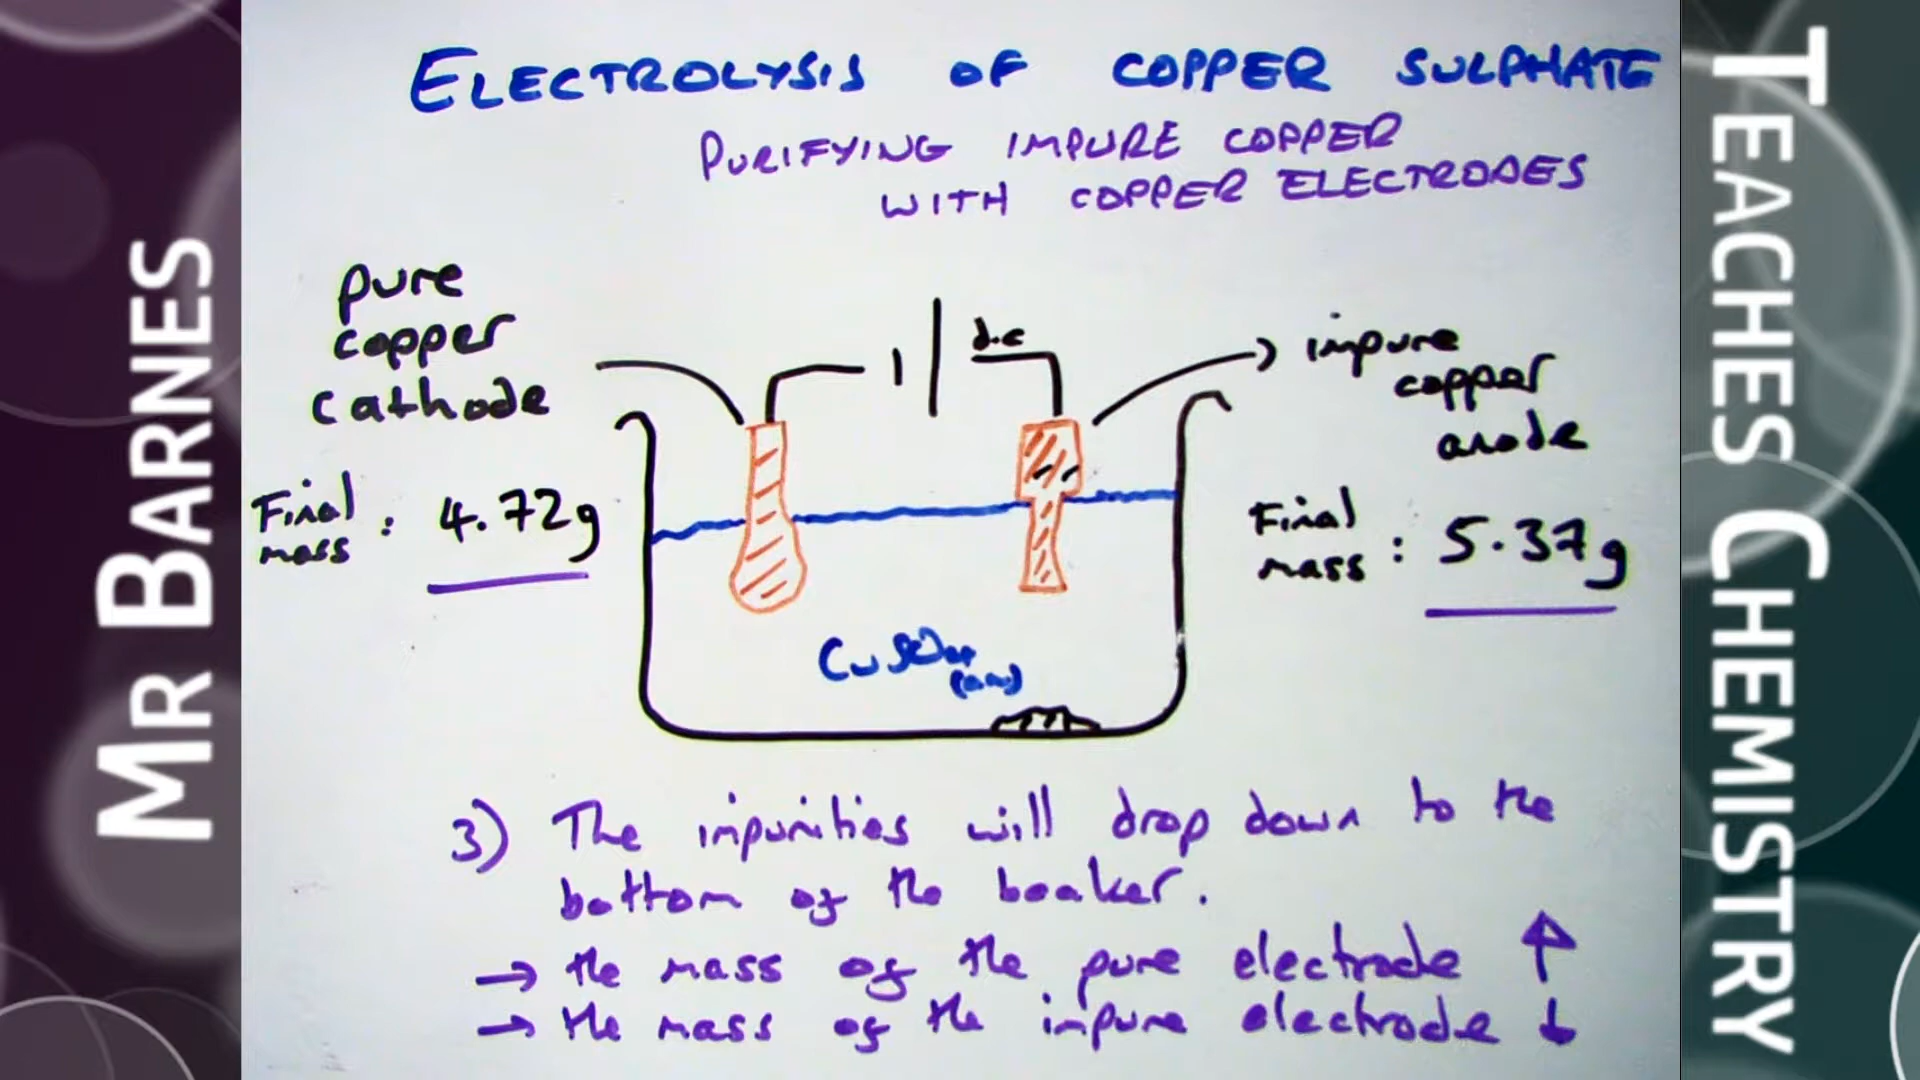 MR BARNES
ELECTROLYSIS OF COPPER SULPHATE
PURIFYING IMPURE COPPER
WITH COPPER ELECTRODES
pure
copper
cathode
Final
mass : 4.72g
d.c
impure
copper
anode
Final
mass : 5.37g
CuSO4(aq)
3) The impurities will drop down to the
bottom of the beaker.
→ the mass of the pure electrode ↑
→ the mass of the impure electrode ↓
TEACHES CHEMISTRY